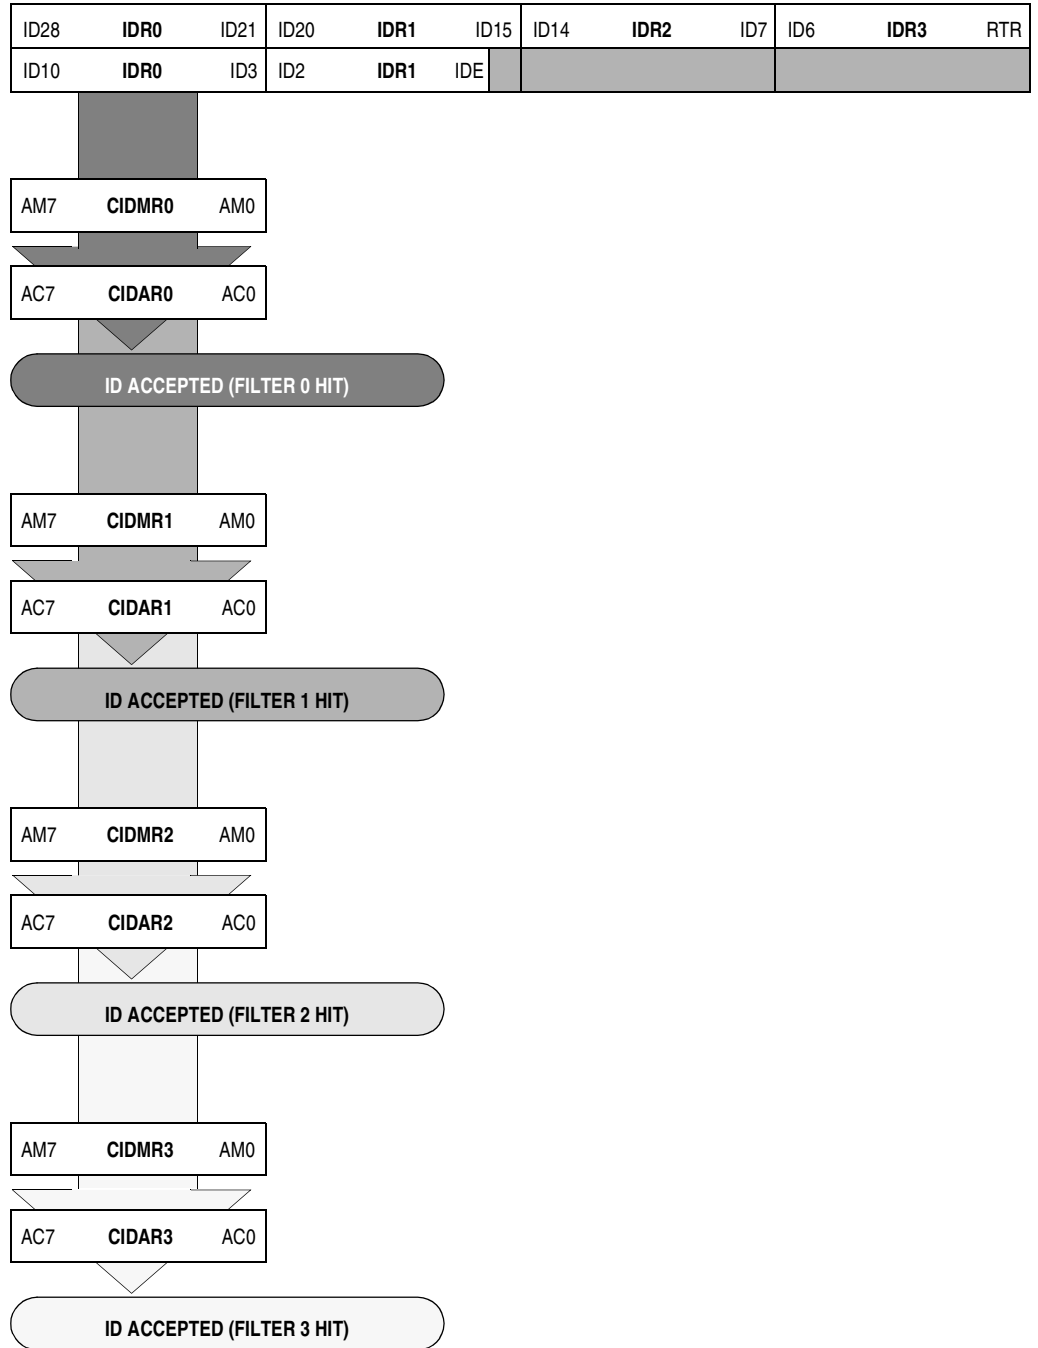 ID28 IDR0 ID21 ID20 IDR1 ID15 ID14 IDR2 ID7 ID6 IDR3 RTR
ID10 IDR0 ID3 ID2 IDR1 IDE
AM7 CIDMR0 AM0
AC7 CIDAR0 AC0
ID ACCEPTED (FILTER 0 HIT)
AM7 CIDMR1 AM0
AC7 CIDAR1 AC0
ID ACCEPTED (FILTER 1 HIT)
AM7 CIDMR2 AM0
AC7 CIDAR2 AC0
ID ACCEPTED (FILTER 2 HIT)
AM7 CIDMR3 AM0
AC7 CIDAR3 AC0
ID ACCEPTED (FILTER 3 HIT)